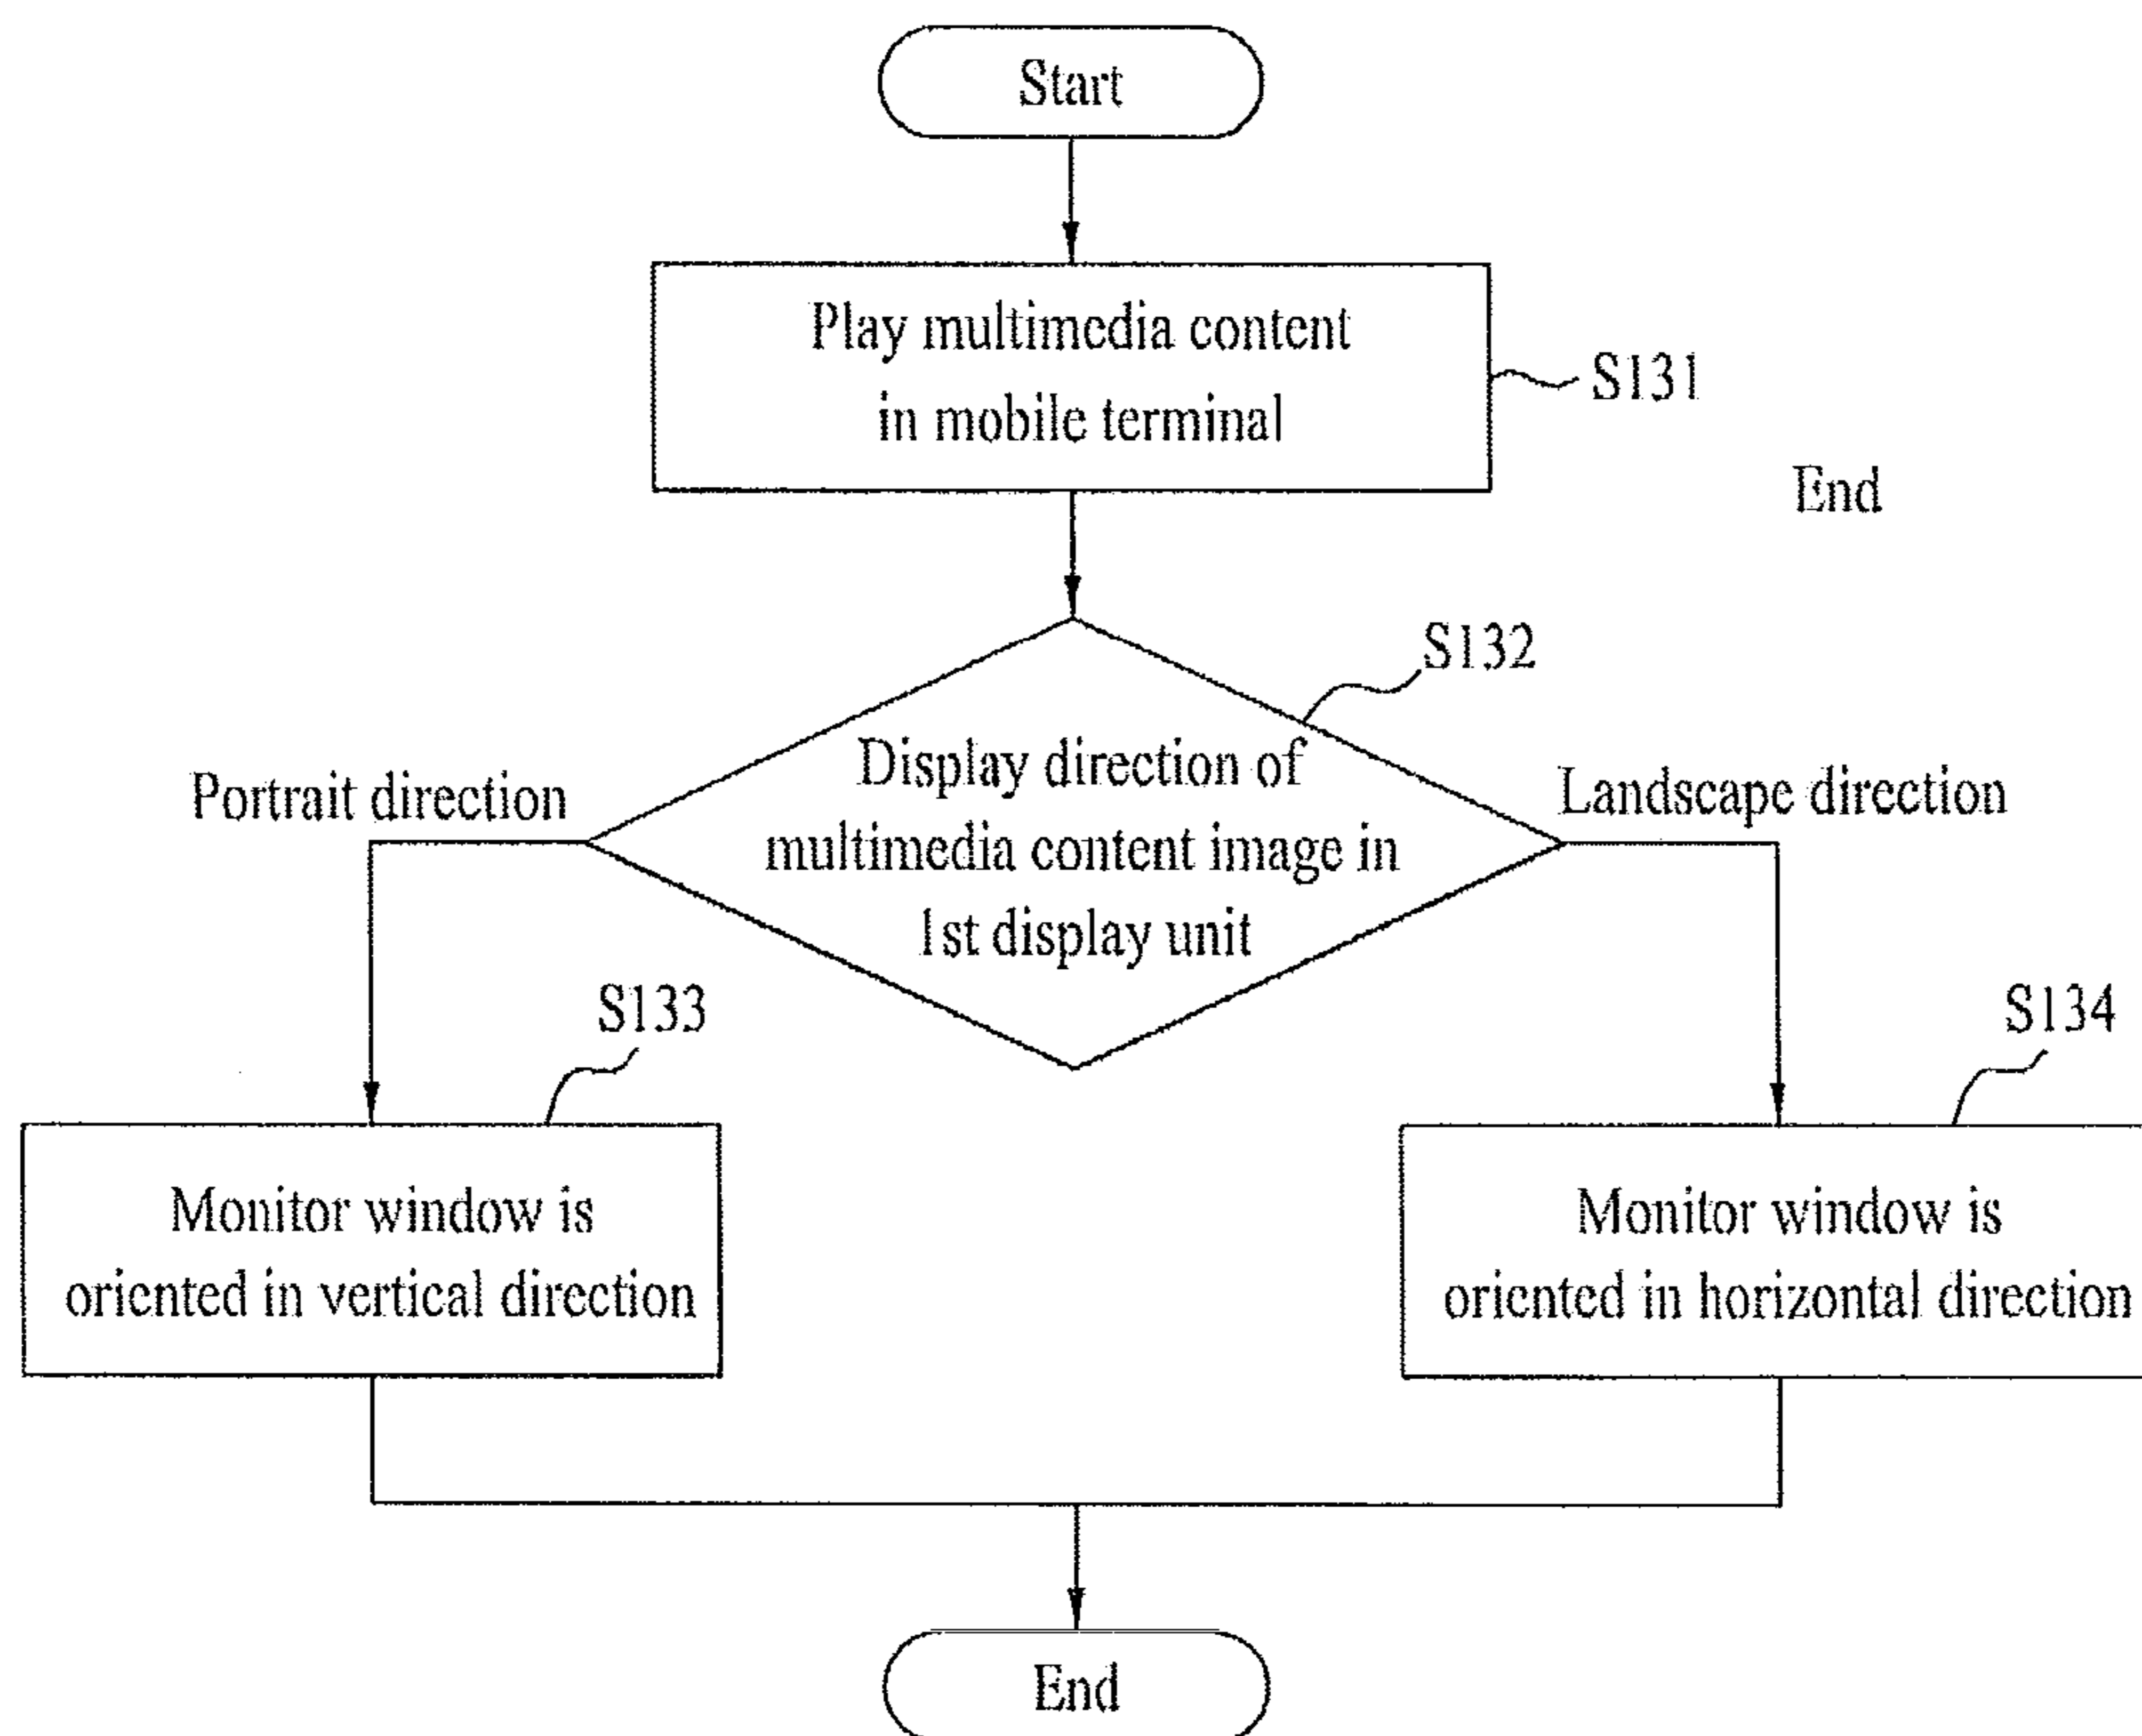 Start
Play multimedia content
in mobile terminal
S131
End
S132
Display direction of
multimedia content image in
1st display unit
Portrait direction
Landscape direction
S133
S134
Monitor window is
oriented in vertical direction
Monitor window is
oriented in horizontal direction
End